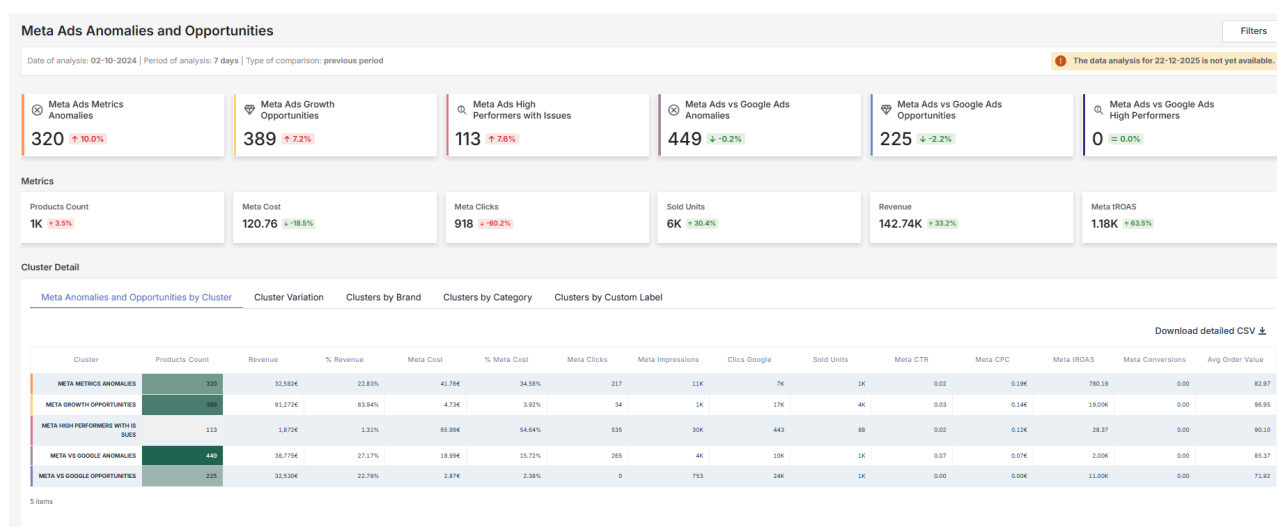 Meta Ads Anomalies and Opportunities
Filters
Date of analysis: 02-10-2024 | Period of analysis: 7 days | Type of comparison: previous period
The data analysis for 22-12-2025 is not yet available.
Meta Ads Metrics Anomalies
320 ↑ 10.0%
Meta Ads Growth Opportunities
389 ↑ 7.2%
Meta Ads High Performers with Issues
113 ↑ 7.6%
Meta Ads vs Google Ads Anomalies
449 ↓ -0.2%
Meta Ads vs Google Ads Opportunities
225 ↓ -2.2%
Meta Ads vs Google Ads High Performers
0 = 0.0%
Metrics
Products Count
1K ↑ 3.5%
Meta Cost
120.76 ↓ -18.5%
Meta Clicks
918 ↓ -60.2%
Sold Units
6K ↑ 30.4%
Revenue
142.74K ↑ 33.2%
Meta tROAS
1.18K ↑ 63.5%
Cluster Detail
Meta Anomalies and Opportunities by Cluster Cluster Variation Clusters by Brand Clusters by Category Clusters by Custom Label
Download detailed CSV
Cluster Products Count Revenue % Revenue Meta Cost % Meta Cost Meta Clicks Meta Impressions Clics Google Sold Units Meta CTR Meta CPC Meta tROAS Meta Conversions Avg Order Value
META METRICS ANOMALIES 320 32,582€ 22.83% 41.76€ 34.58% 217 11K 7K 1K 0.02 0.19€ 780.19 0.00 82.97
META GROWTH OPPORTUNITIES 389 91,272€ 63.94% 4.73€ 3.92% 34 1K 17K 4K 0.03 0.14€ 19.00K 0.00 96.95
META HIGH PERFORMERS WITH IS
SUES 113 1,872€ 1.31% 65.98€ 54.64% 535 30K 443 98 0.02 0.12€ 28.37 0.00 90.10
META VS GOOGLE ANOMALIES 449 38,775€ 27.17% 18.99€ 15.72% 265 4K 10K 1K 0.07 0.07€ 2.00K 0.00 85.37
META VS GOOGLE OPPORTUNITIES 225 32,530€ 22.79% 2.87€ 2.38% 0 753 24K 1K 0.00 0.00€ 11.00K 0.00 71.92
5 items